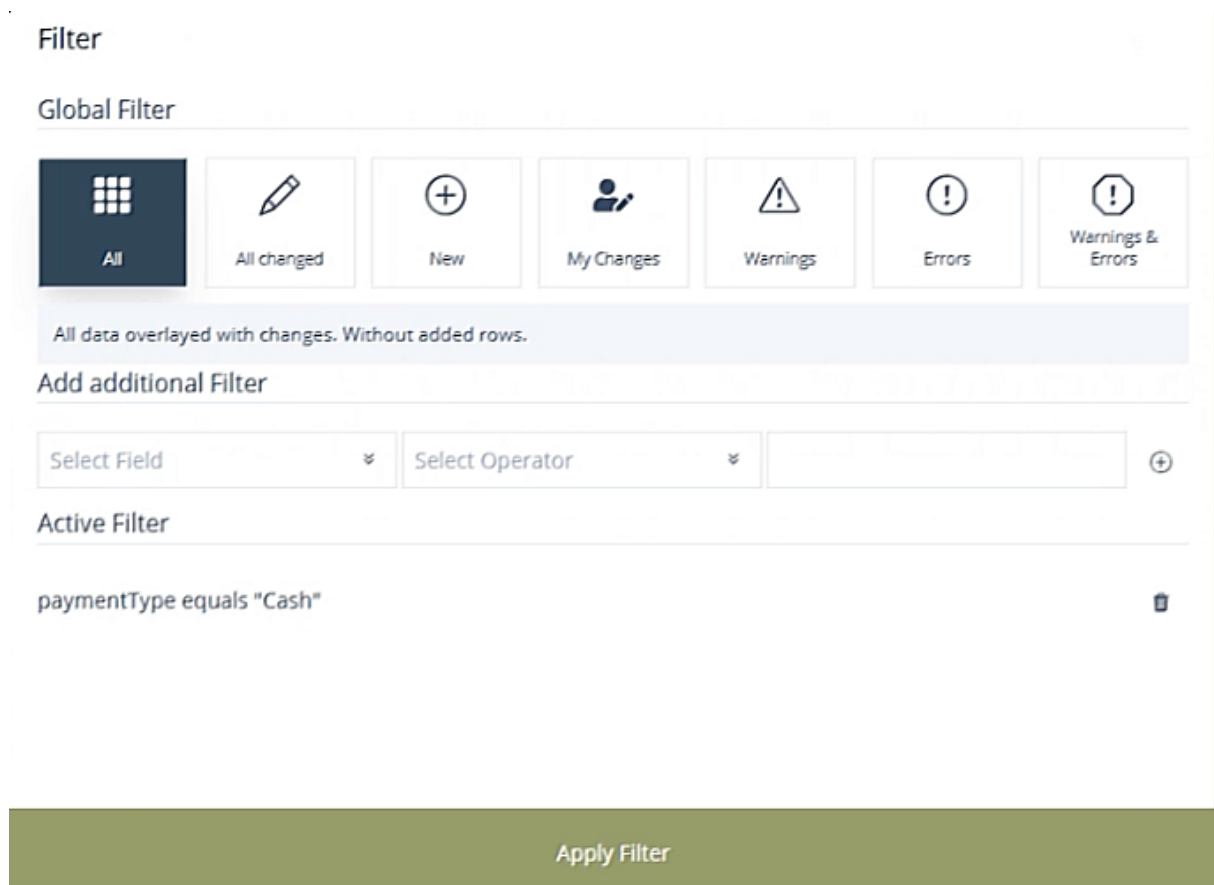 Filter
Global Filter
All
All changed
New
My Changes
Warnings
Errors
Warnings &
Errors
All data overlayed with changes. Without added rows.
Add additional Filter
Select Field
Select Operator
Active Filter
paymentType equals "Cash"
Apply Filter